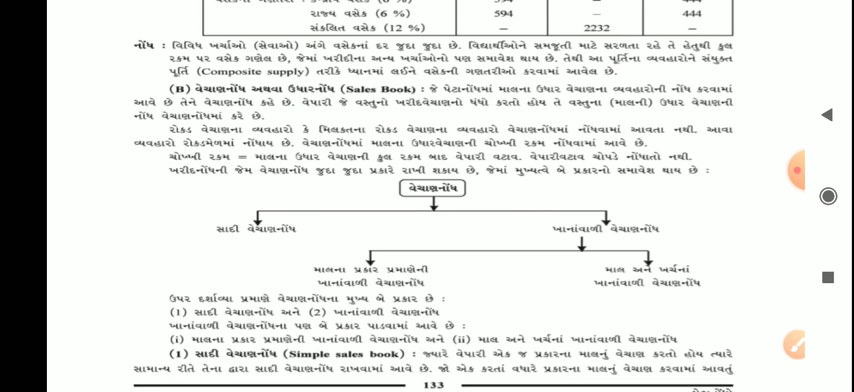 રાજ્ય વસેક (6 %) 594 – 444
સંકલિત વસેક (12 %) – 2232 –
નોંધ : વિવિધ ખર્ચાઓ (સેવાઓ) અંગે વસેકનાં દર જુદા જુદા છે. વિદ્યાર્થીઓને સમજૂતી માટે સરળતા રહે તે હેતુથી કુલ
૨કમ પર વસેક ગણેલ છે, જેમાં ખરીદીના અન્ય ખર્ચાઓનો પણ સમાવેશ થાય છે. તેથી આ પૂર્તિના વ્યવહારોને સંયુક્ત
પૂર્તિ (Composite supply) તરીકે ધ્યાનમાં લઈને વસેકની ગણતરીઓ કરવામાં આવેલ છે.
(B) વેચાણનોંધ અથવા ઉધારનોંધ (Sales Book) : જે પેટાનોંધમાં માલના ઉધાર વેચાણના વ્યવહારોની નોંધ કરવામાં
આવે છે તેને વેચાણનોંધ કહે છે. વેપારી જે વસ્તુનો ખરીદવેચાણનો ધંધો કરતો હોય તે વસ્તુના (માલની) ઉધાર વેચાણની
નોંધ વેચાણનોંધમાં કરે છે.
રોકડ વેચાણના વ્યવહારો કે મિલકતના રોકડ વેચાણના વ્યવહારો વેચાણનોંધમાં નોંધવામાં આવતા નથી. આવા
વ્યવહારો રોકડમેળમાં નોંધાય છે. વેચાણનોંધમાં માલના ઉધારવેચાણની ચોખ્ખી રકમ નોંધવામાં આવે છે.
ચોખ્ખી રકમ = માલના ઉધાર વેચાણની કુલ રકમ બાદ વેપારી વટાવ. વેપારીવટાવ ચોપડે નોંધાતો નથી.
ખરીદનોંધની જેમ વેચાણનોંધ જુદા જુદા પ્રકારે રાખી શકાય છે, જેમાં મુખ્યત્વે બે પ્રકારનો સમાવેશ થાય છે :
વેચાણનોંધ
સાદી વેચાણનોંધ ખાનાંવાળી વેચાણનોંધ
માલના પ્રકાર પ્રમાણેની માલ અને ખર્ચનાં
ખાનાંવાળી વેચાણનોંધ ખાનાંવાળી વેચાણનોંધ
ઉપર દર્શાવ્યા પ્રમાણે વેચાણનોંધના મુખ્ય બે પ્રકાર છે :
(1) સાદી વેચાણનોંધ અને (2) ખાનાંવાળી વેચાણનોંધ
ખાનાંવાળી વેચાણનોંધના પણ બે પ્રકાર પાડવામાં આવે છે :
(i) માલના પ્રકાર પ્રમાણેની ખાનાંવાળી વેચાણનોંધ અને (ii) માલ અને ખર્ચનાં ખાનાંવાળી વેચાણનોંધ
(1) સાદી વેચાણનોંધ (Simple sales book) : જ્યારે વેપારી એક જ પ્રકારના માલનું વેચાણ કરતો હોય ત્યારે
સામાન્ય રીતે તેના દ્વારા સાદી વેચાણનોંધ રાખવામાં આવે છે. જો એક કરતાં વધારે પ્રકારના માલનું વેચાણ કરવામાં આવતું
133